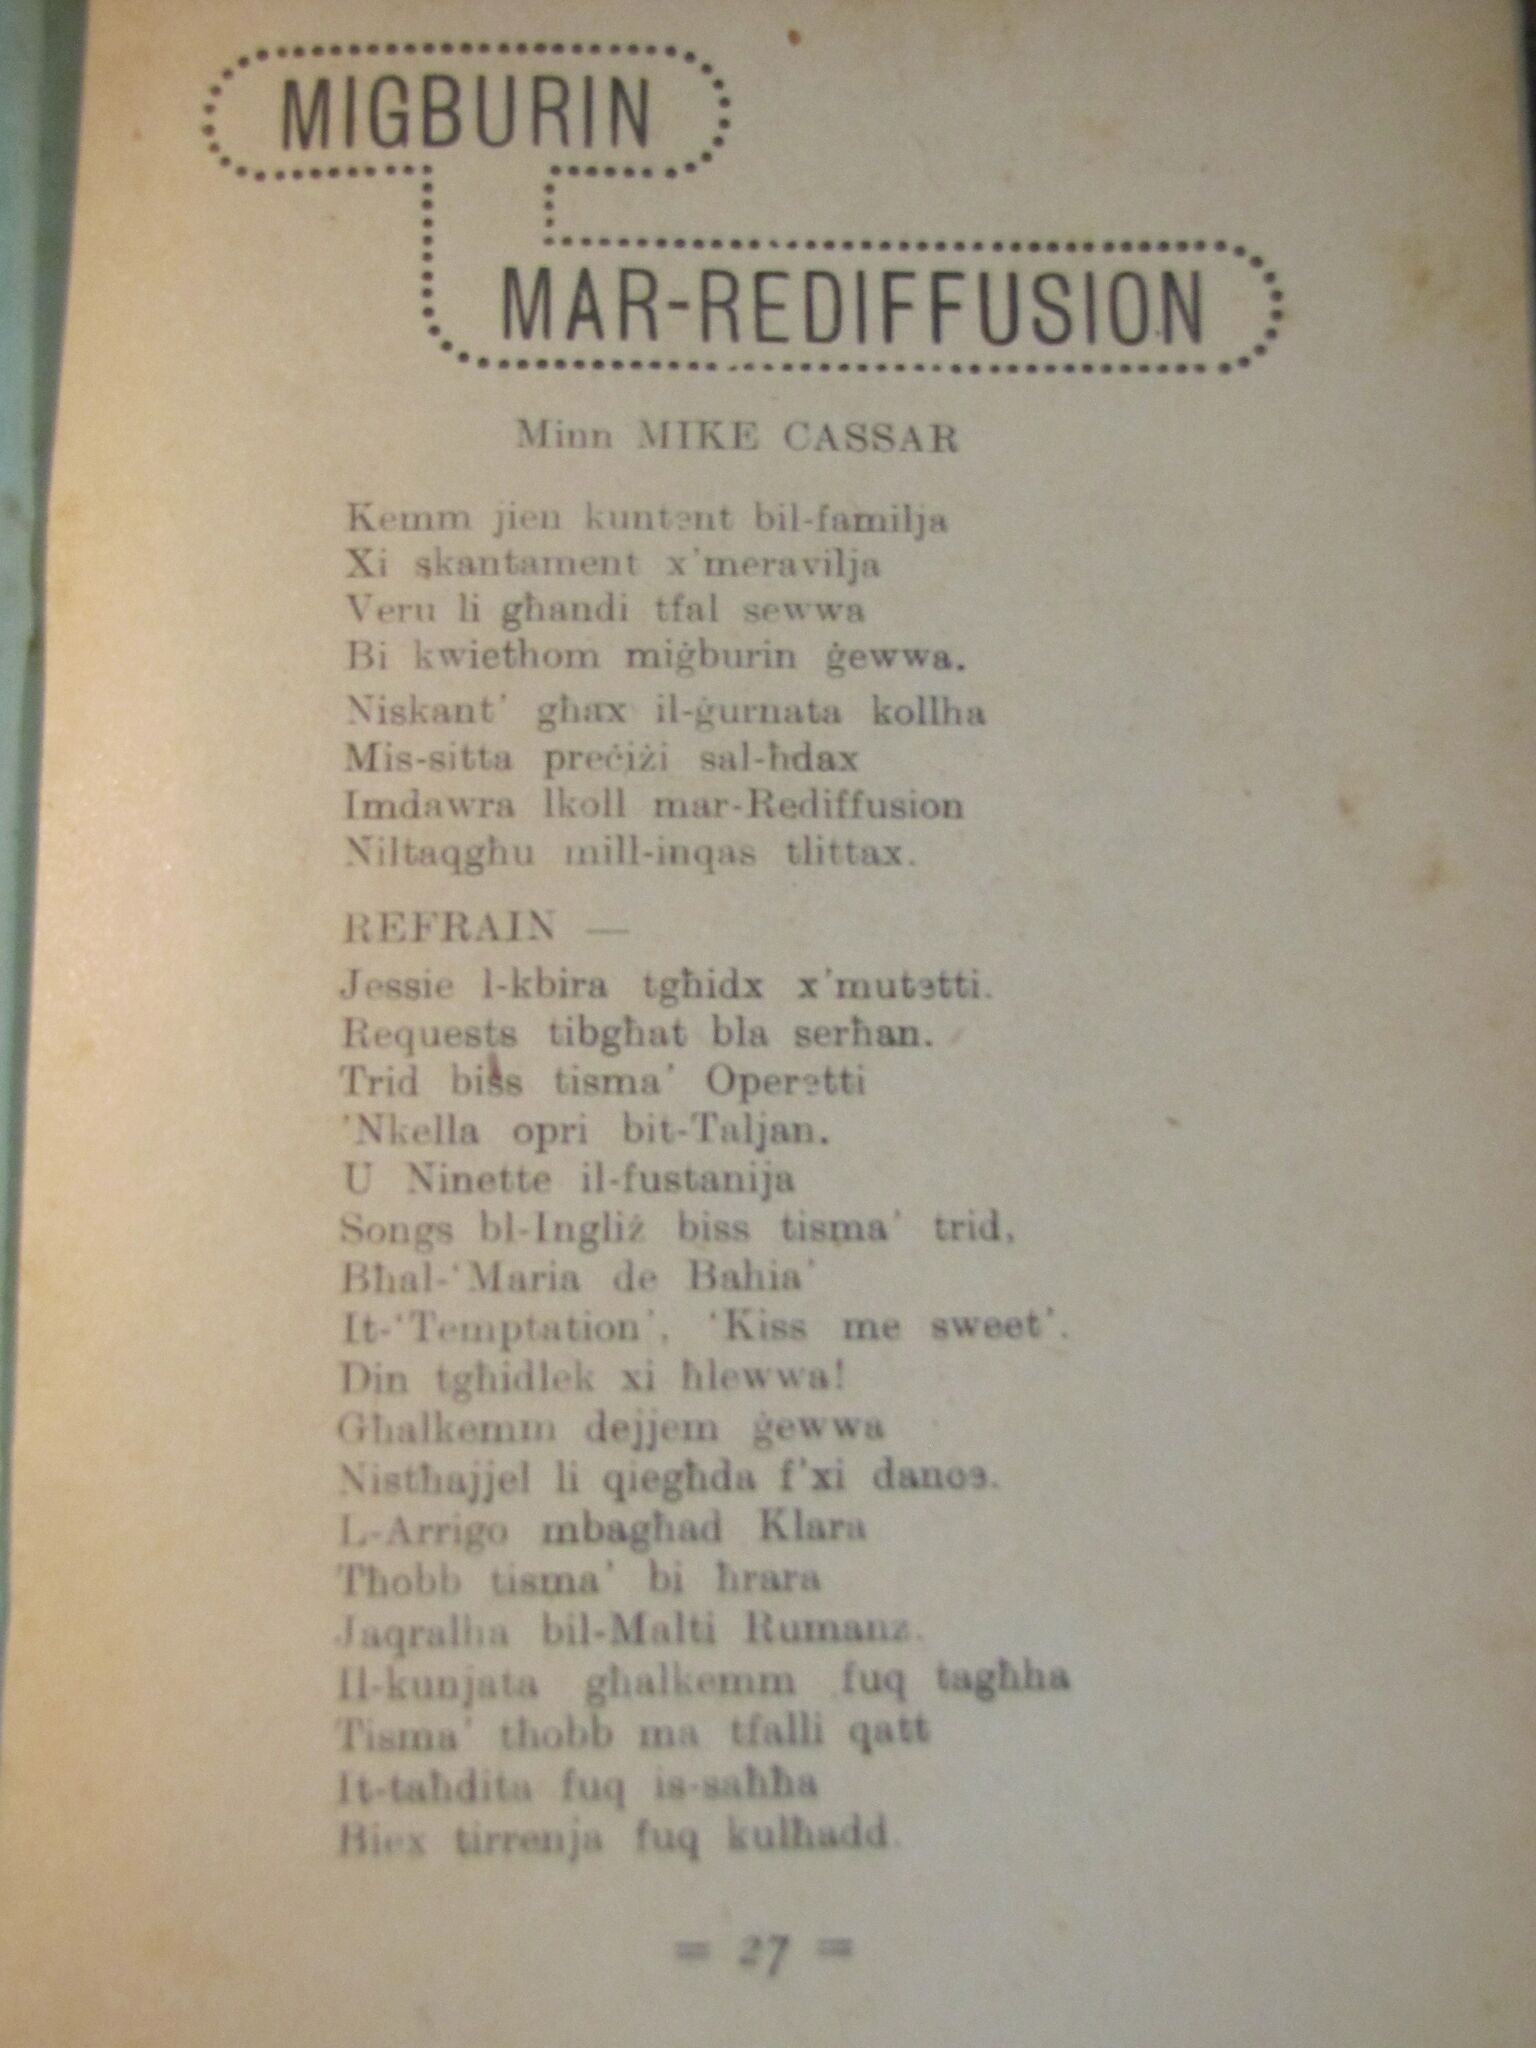 MIGBURIN
MAR-REDIFFUSION
Minn MIKE CASSAR
Kemm jien kuntent bil-familja
Xi skantament x'meravilja
Veru li għandi tfal sewwa
Bi kwiethom miġburin ġewwa.
Niskant' għax il-ġurnata kollha
Mis-sitta preċiżi sal-ħdax
Imdawra lkoll mar-Rediffusion
Niltaqgħu mill-inqas tlittax.
REFRAIN —
Jessie l-kbira tgħidx x'mutetti.
Requests tibgħat bla serħan.
Trid biss tisma' Operetti
'Nkella opri bit-Taljan.
U Ninette il-fustanija
Songs bl-Ingliż biss tisma' trid,
Bħal-'Maria de Bahia'
It-'Temptation', 'Kiss me sweet'.
Din tgħidlek xi ħlewwa!
Għalkemm dejjem ġewwa
Nistħajjel li qiegħda f'xi dance.
L-Arrigo mbagħad Klara
Tħobb tisma' bi ħrara
Jaqralha bil-Malti Rumanz.
Il-kunjata għalkemm fuq tagħha
Tisma' tħobb ma tfalli qatt
It-taħdita fuq is-saħħa
Biex tirrenja fuq kulħadd.
= 27 =